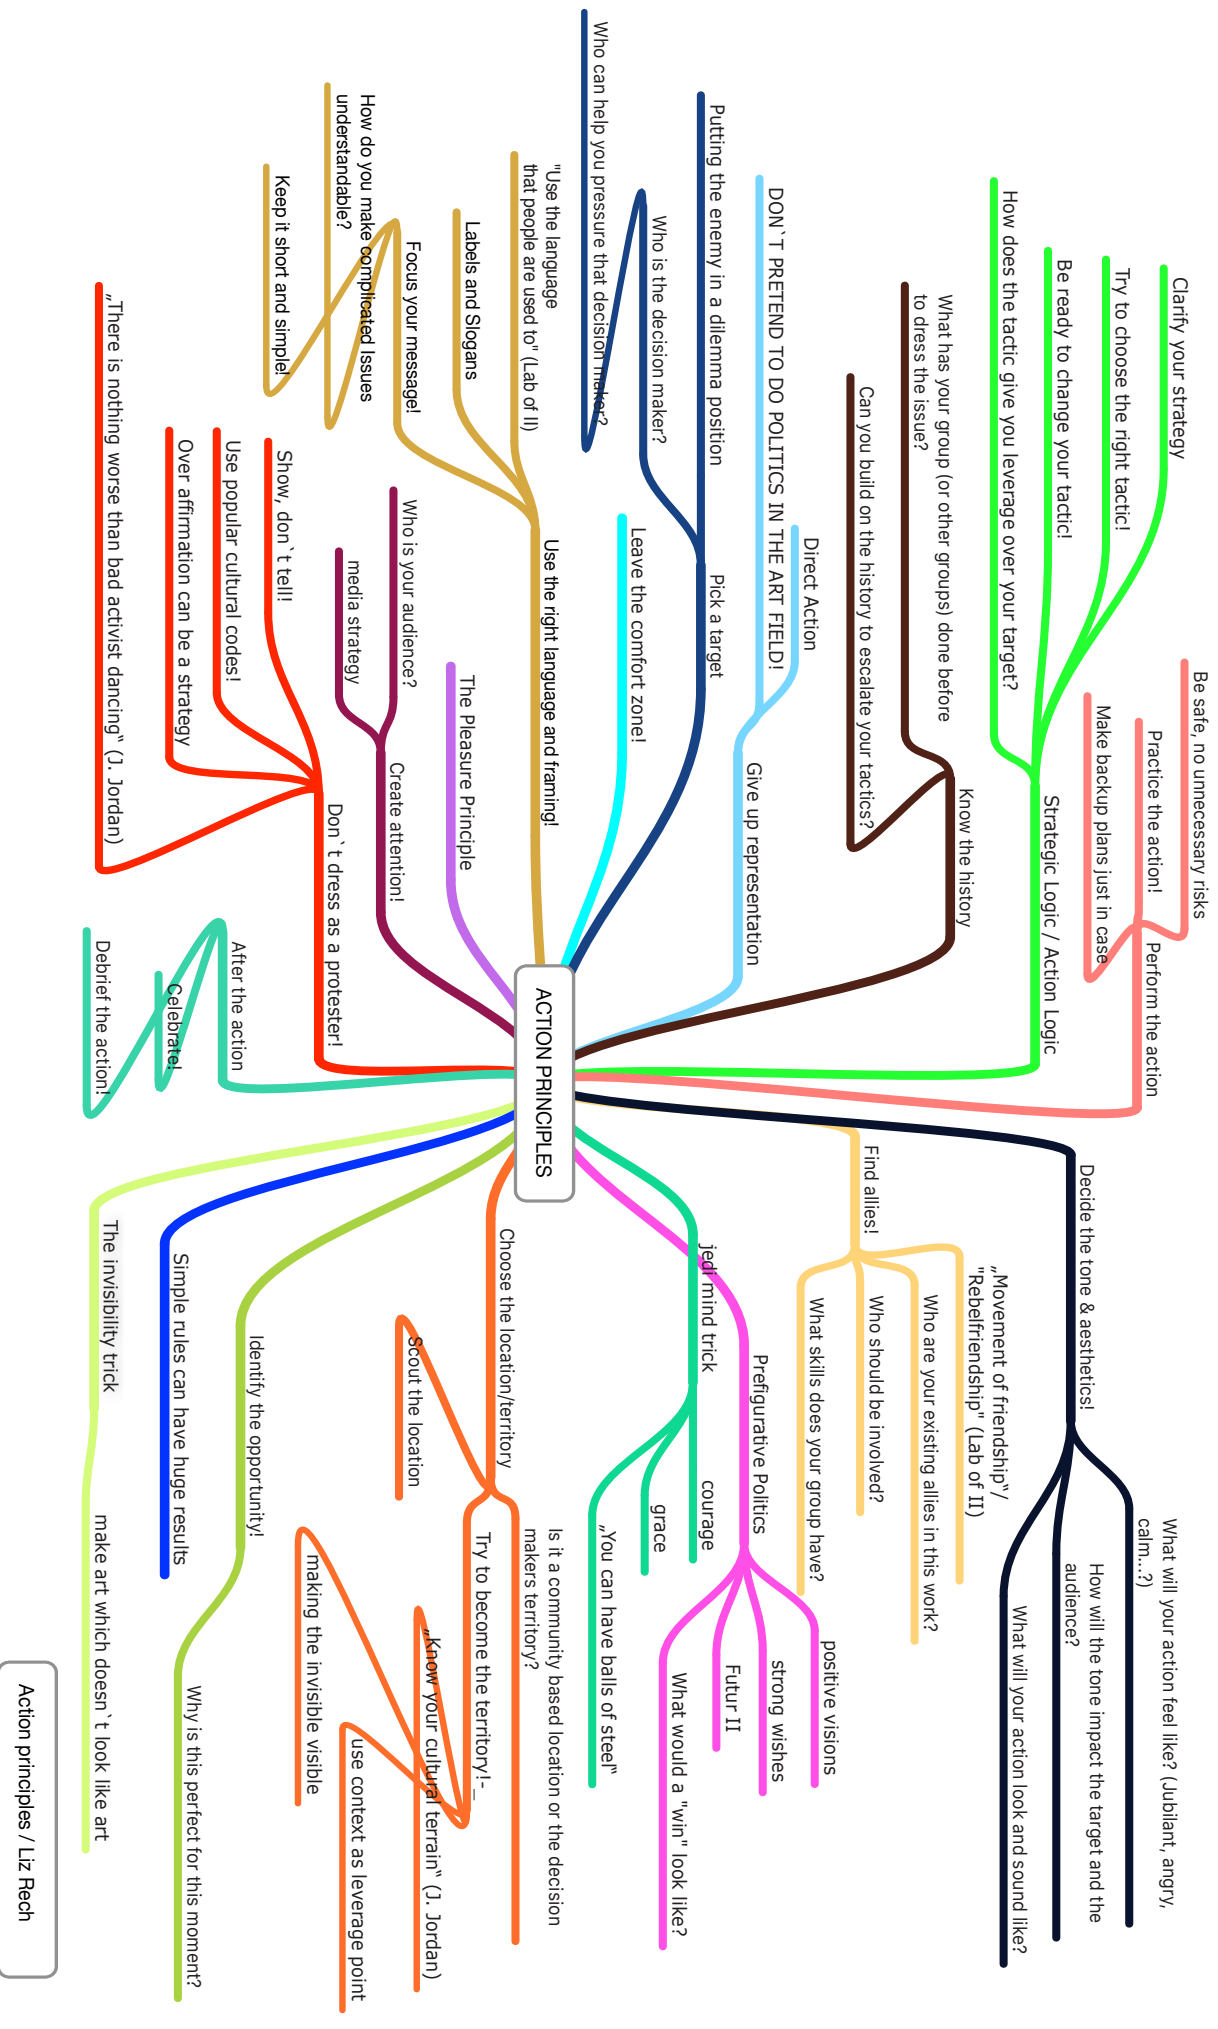 ACTION PRINCIPLES
Be safe, no unnecessary risks
Practice the action!
Make backup plans just in case
Perform the action
Clarify your strategy
Try to choose the right tactic!
Be ready to change your tactic!
How does the tactic give you leverage over your target?
Strategic Logic / Action Logic
What has your group (or other groups) done before
to dress the issue?
Can you build on the history to escalate your tactics?
Know the history
Direct Action
DON`T PRETEND TO DO POLITICS IN THE ART FIELD!
Give up representation
Putting the enemy in a dilemma position
Who is the decision maker?
Who can help you pressure that decision maker?
Pick a target
Leave the comfort zone!
"Use the language
that people are used to" (Lab of II)
Labels and Slogans
Focus your message!
How do you make complicated Issues
understandable?
Keep it short and simple!
Use the right language and framing!
The Pleasure Principle
Who is your audience?
media strategy
Create attention!
Show, don`t tell!
Use popular cultural codes!
Over affirmation can be a strategy
„There is nothing worse than bad activist dancing“ (J. Jordan)
Don`t dress as a protester!
After the action
Celebrate!
Debrief the action!
Decide the tone & aesthetics!
What will your action feel like? (Jubilant, angry,
calm...?)
How will the tone impact the target and the
audience?
What will your action look and sound like?
Find allies!
„Movement of friendship“/
"Rebelfriendship" (Lab of II)
Who are your existing allies in this work?
Who should be involved?
What skills does your group have?
Prefigurative Politics
positive visions
strong wishes
Futur II
What would a "win" look like?
jedi mind trick
courage
grace
„You can have balls of steel“
Choose the location/territory
Is it a community based location or the decision
makers territory?
Try to become the territory!-_
„Know your cultural terrain“ (J. Jordan)
use context as leverage point
making the invisible visible
Scout the location
Identify the opportunity!
Why is this perfect for this moment?
Simple rules can have huge results
The invisibility trick
make art which doesn`t look like art
Action principles / Liz Rech